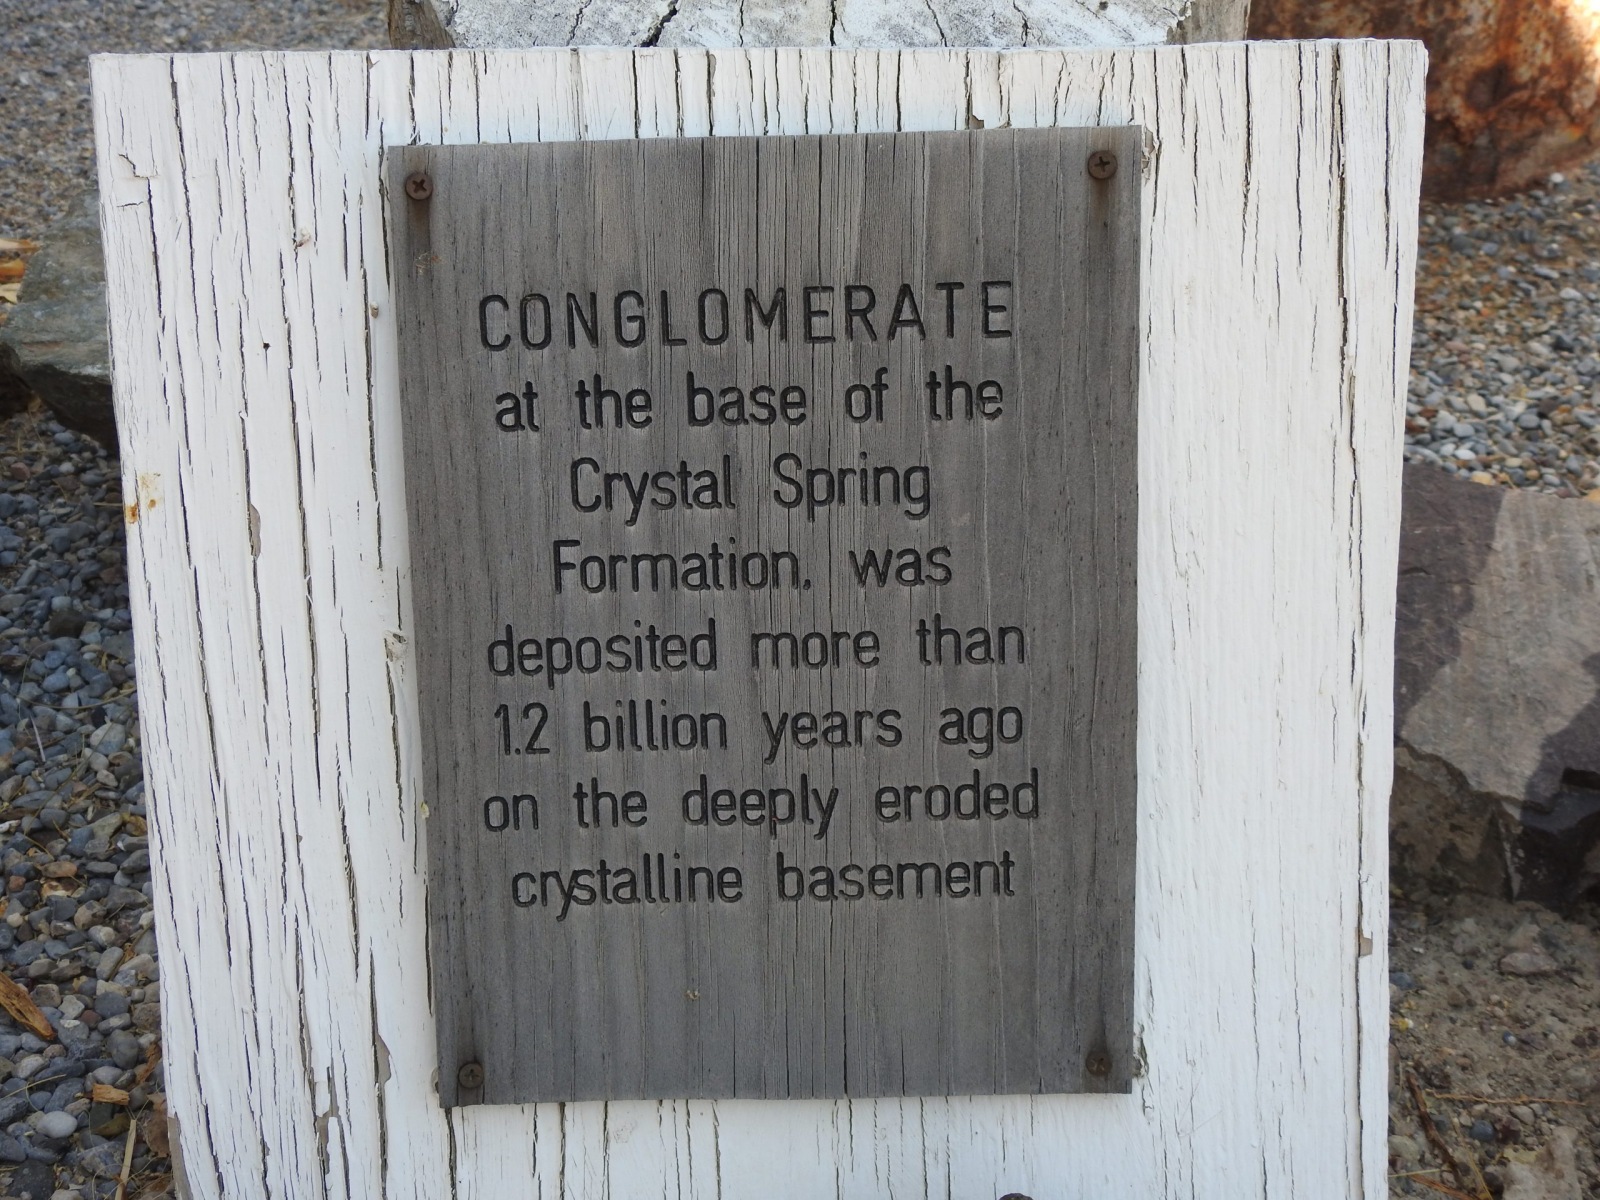 CONGLOMERATE
at the base of the
Crystal Spring
Formation, was
deposited more than
1.2 billion years ago
on the deeply eroded
crystalline basement